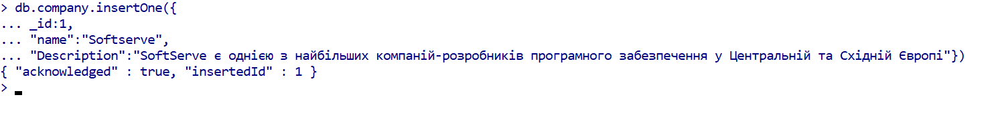 > db.company.insertOne({
... _id:1,
... "name":"Softserve",
... "Description":"SoftServe є однією з найбільших компаній-розробників програмного забезпечення у Центральній та Східній Європі"})
{ "acknowledged" : true, "insertedId" : 1 }
>